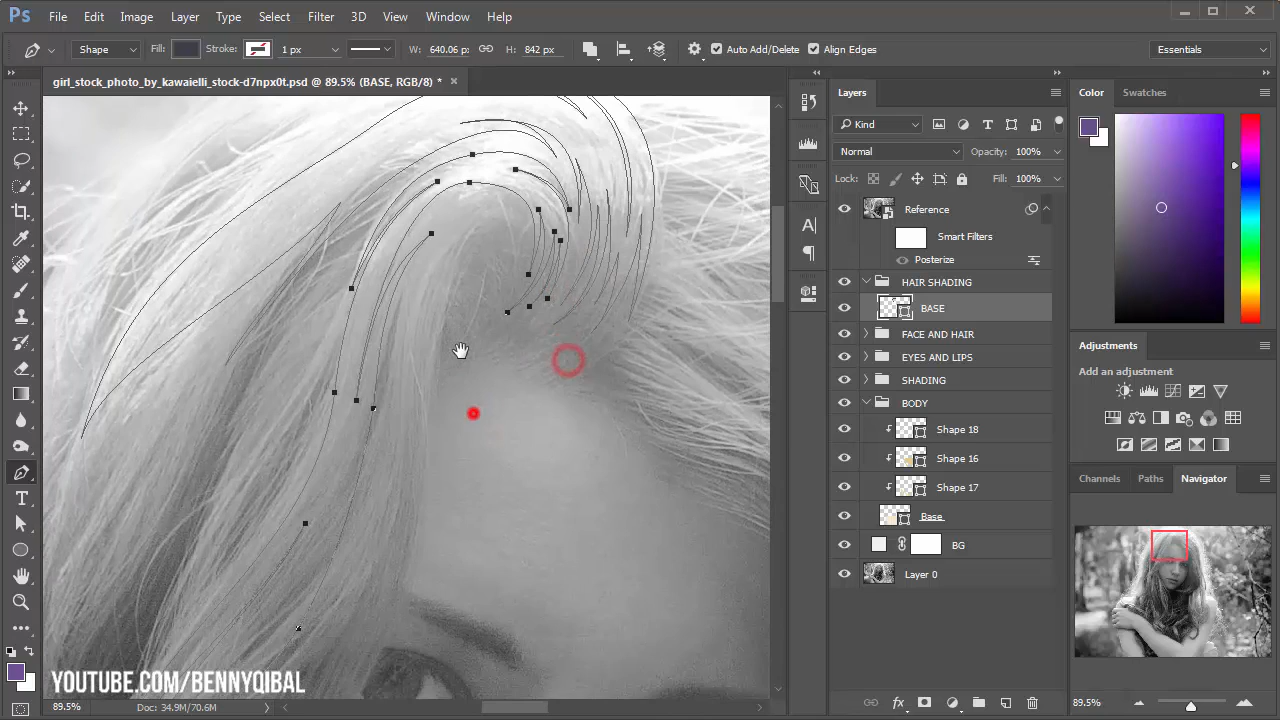 Ps File Edit Image Layer Type Select Filter 3D View Window Help
Shape Fill: Stroke: 1 px W: 640.06 p: H: 842 px Auto Add/Delete Align Edges Essentials
girl_stock_photo_by_kawaielli_stock-d7npx0t.psd @ 89.5% (BASE, RGB/8) *
Layers
Kind
Normal Opacity: 100%
Lock: Fill: 100%
Reference
Smart Filters
Posterize
HAIR SHADING
BASE
FACE AND HAIR
EYES AND LIPS
SHADING
BODY
Shape 18
Shape 16
Shape 17
Base
BG
Layer 0
fx
Color Swatches
Adjustments
Add an adjustment
Channels Paths Navigator
89.5%
YOUTUBE.COM/BENNYQIBAL
89.5% Doc: 34.9M/70.6M